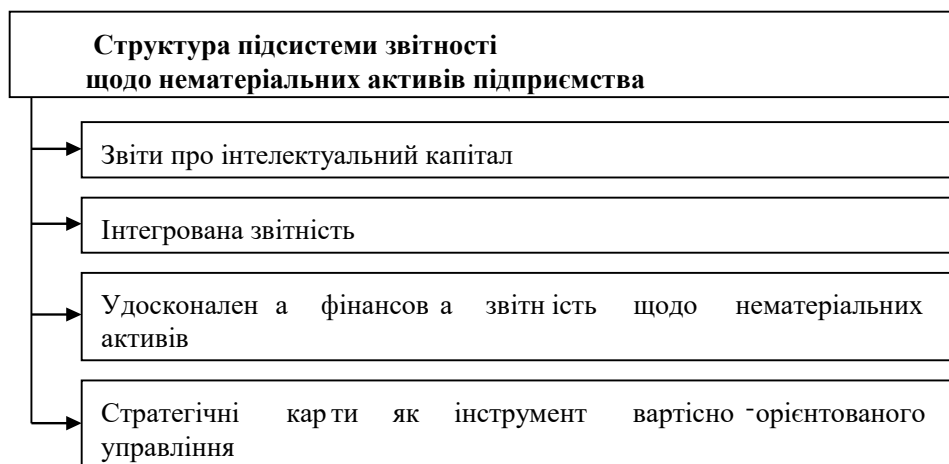 Структура підсистеми звітності
щодо нематеріальних активів підприємства
Звіти про інтелектуальний капітал
Інтегрована звітність
Удосконален а фінансов а звітн ість щодо нематеріальних
активів
Стратегічні кар ти як інструмент вартісно -орієнтованого
управління